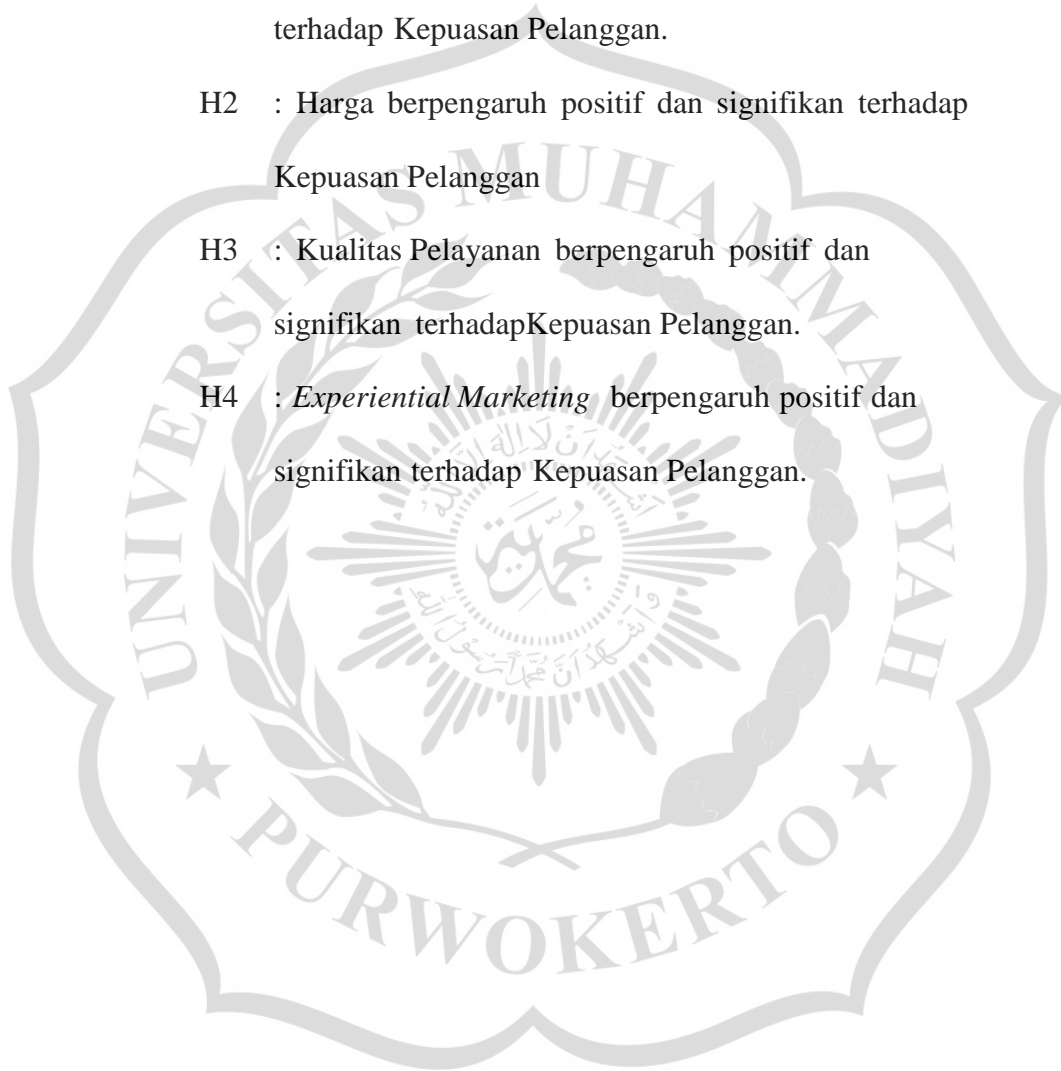 terhadap Kepuasan Pelanggan.
H2 : Harga berpengaruh positif dan signifikan terhadap
Kepuasan Pelanggan
H3 : Kualitas Pelayanan berpengaruh positif dan
signifikan terhadapKepuasan Pelanggan.
H4 : Experiential Marketing berpengaruh positif dan
signifikan terhadap Kepuasan Pelanggan.
UNIVERSITAS MUHAMMADIYAH
PURWOKERTO